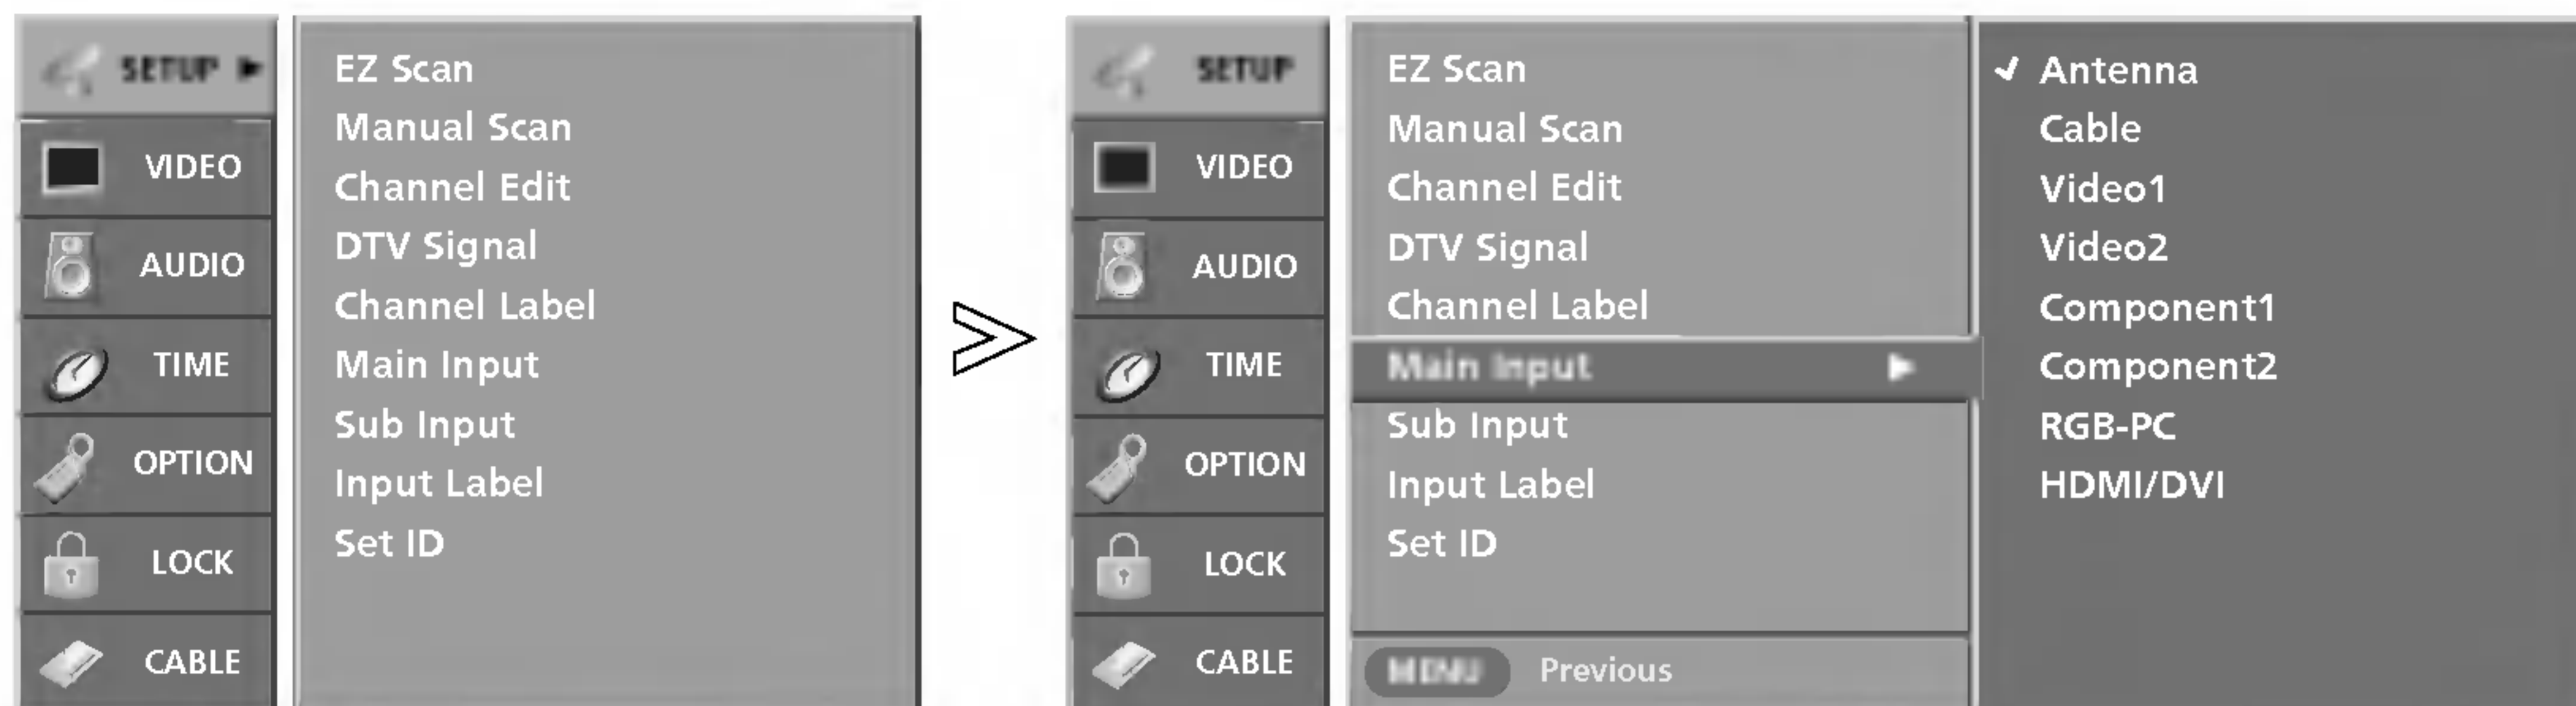 SETUP
VIDEO
AUDIO
TIME
OPTION
LOCK
CABLE
EZ Scan
Manual Scan
Channel Edit
DTV Signal
Channel Label
Main Input
Sub Input
Input Label
Set ID
SETUP
VIDEO
AUDIO
TIME
OPTION
LOCK
CABLE
EZ Scan
Manual Scan
Channel Edit
DTV Signal
Channel Label
Main Input
Sub Input
Input Label
Set ID
MENU Previous
Antenna
Cable
Video1
Video2
Component1
Component2
RGB-PC
HDMI/DVI